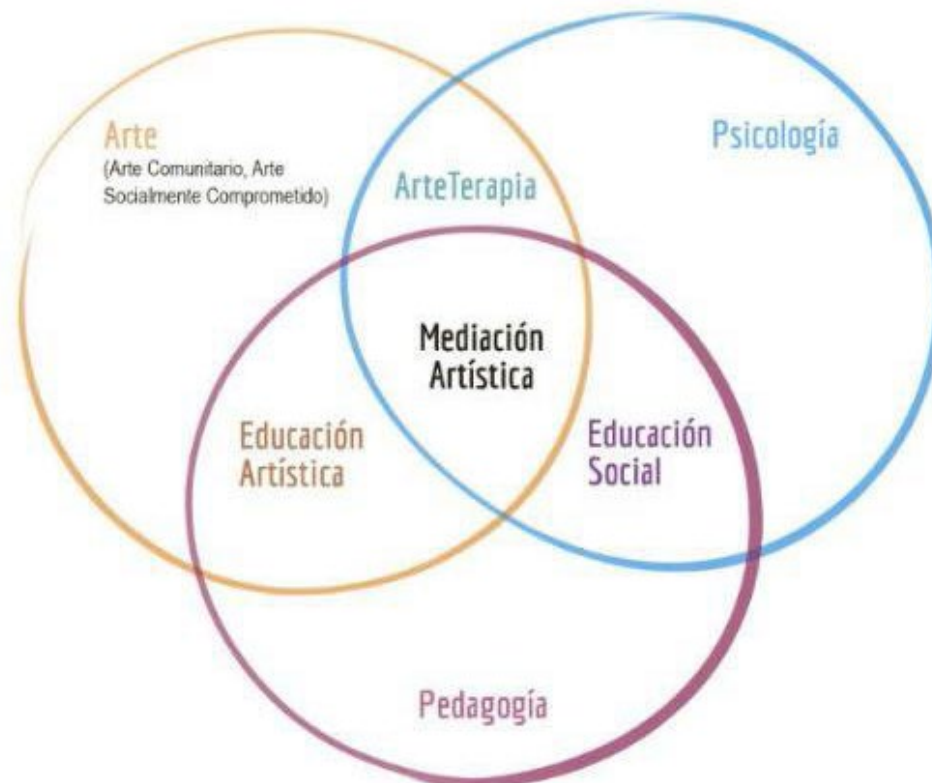 Arte
(Arte Comunitario, Arte
Socialmente Comprometido)
Psicología
ArteTerapia
Mediación
Artística
Educación
Artística
Educación
Social
Pedagogía